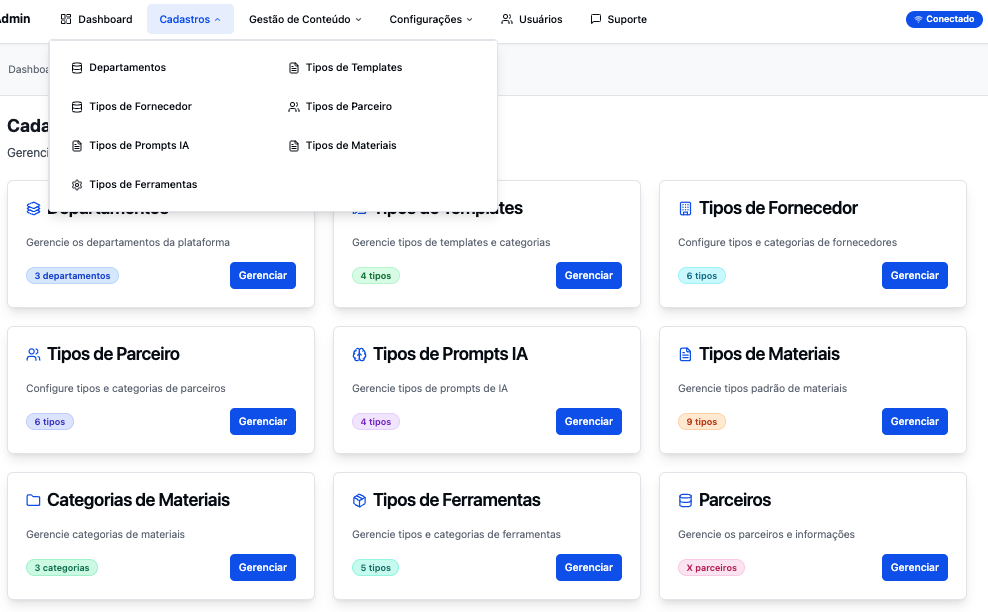 dmin Dashboard Cadastros Gestão de Conteúdo Configurações Usuários Suporte Conectado
Dashboa
Departamentos Tipos de Templates
Tipos de Fornecedor Tipos de Parceiro
Tipos de Prompts IA Tipos de Materiais
Tipos de Ferramentas
Cada
Gerenci
Departamentos Tipos de Templates Tipos de Fornecedor
Gerencie os departamentos da plataforma Gerencie tipos de templates e categorias Configure tipos e categorias de fornecedores
3 departamentos Gerenciar 4 tipos Gerenciar 6 tipos Gerenciar
Tipos de Parceiro Tipos de Prompts IA Tipos de Materiais
Configure tipos e categorias de parceiros Gerencie tipos de prompts de IA Gerencie tipos padrão de materiais
6 tipos Gerenciar 4 tipos Gerenciar 9 tipos Gerenciar
Categorias de Materiais Tipos de Ferramentas Parceiros
Gerencie categorias de materiais Gerencie tipos e categorias de ferramentas Gerencie os parceiros e informações
3 categorias Gerenciar 5 tipos Gerenciar X parceiros Gerenciar